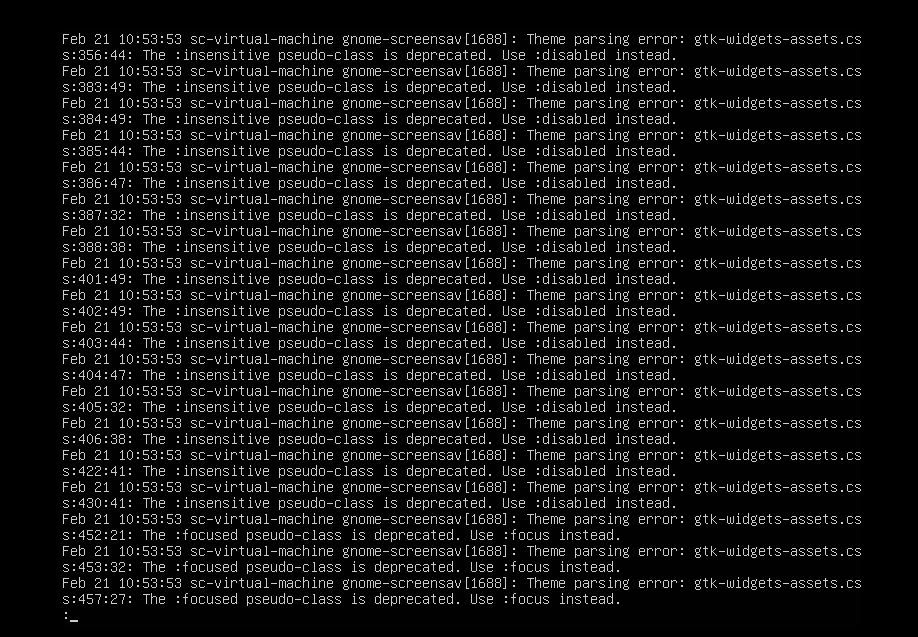 Feb 21 10:53:53 sc-virtual-machine gnome-screensav[1688]: Theme parsing error: gtk-widgets-assets.cs
s:356:44: The :insensitive pseudo-class is deprecated. Use :disabled instead.
Feb 21 10:53:53 sc-virtual-machine gnome-screensav[1688]: Theme parsing error: gtk-widgets-assets.cs
s:383:49: The :insensitive pseudo-class is deprecated. Use :disabled instead.
Feb 21 10:53:53 sc-virtual-machine gnome-screensav[1688]: Theme parsing error: gtk-widgets-assets.cs
s:384:49: The :insensitive pseudo-class is deprecated. Use :disabled instead.
Feb 21 10:53:53 sc-virtual-machine gnome-screensav[1688]: Theme parsing error: gtk-widgets-assets.cs
s:385:44: The :insensitive pseudo-class is deprecated. Use :disabled instead.
Feb 21 10:53:53 sc-virtual-machine gnome-screensav[1688]: Theme parsing error: gtk-widgets-assets.cs
s:386:47: The :insensitive pseudo-class is deprecated. Use :disabled instead.
Feb 21 10:53:53 sc-virtual-machine gnome-screensav[1688]: Theme parsing error: gtk-widgets-assets.cs
s:387:32: The :insensitive pseudo-class is deprecated. Use :disabled instead.
Feb 21 10:53:53 sc-virtual-machine gnome-screensav[1688]: Theme parsing error: gtk-widgets-assets.cs
s:388:38: The :insensitive pseudo-class is deprecated. Use :disabled instead.
Feb 21 10:53:53 sc-virtual-machine gnome-screensav[1688]: Theme parsing error: gtk-widgets-assets.cs
s:401:49: The :insensitive pseudo-class is deprecated. Use :disabled instead.
Feb 21 10:53:53 sc-virtual-machine gnome-screensav[1688]: Theme parsing error: gtk-widgets-assets.cs
s:402:49: The :insensitive pseudo-class is deprecated. Use :disabled instead.
Feb 21 10:53:53 sc-virtual-machine gnome-screensav[1688]: Theme parsing error: gtk-widgets-assets.cs
s:403:44: The :insensitive pseudo-class is deprecated. Use :disabled instead.
Feb 21 10:53:53 sc-virtual-machine gnome-screensav[1688]: Theme parsing error: gtk-widgets-assets.cs
s:404:47: The :insensitive pseudo-class is deprecated. Use :disabled instead.
Feb 21 10:53:53 sc-virtual-machine gnome-screensav[1688]: Theme parsing error: gtk-widgets-assets.cs
s:405:32: The :insensitive pseudo-class is deprecated. Use :disabled instead.
Feb 21 10:53:53 sc-virtual-machine gnome-screensav[1688]: Theme parsing error: gtk-widgets-assets.cs
s:406:38: The :insensitive pseudo-class is deprecated. Use :disabled instead.
Feb 21 10:53:53 sc-virtual-machine gnome-screensav[1688]: Theme parsing error: gtk-widgets-assets.cs
s:422:41: The :insensitive pseudo-class is deprecated. Use :disabled instead.
Feb 21 10:53:53 sc-virtual-machine gnome-screensav[1688]: Theme parsing error: gtk-widgets-assets.cs
s:430:41: The :insensitive pseudo-class is deprecated. Use :disabled instead.
Feb 21 10:53:53 sc-virtual-machine gnome-screensav[1688]: Theme parsing error: gtk-widgets-assets.cs
s:452:21: The :focused pseudo-class is deprecated. Use :focus instead.
Feb 21 10:53:53 sc-virtual-machine gnome-screensav[1688]: Theme parsing error: gtk-widgets-assets.cs
s:453:32: The :focused pseudo-class is deprecated. Use :focus instead.
Feb 21 10:53:53 sc-virtual-machine gnome-screensav[1688]: Theme parsing error: gtk-widgets-assets.cs
s:457:27: The :focused pseudo-class is deprecated. Use :focus instead.
:_